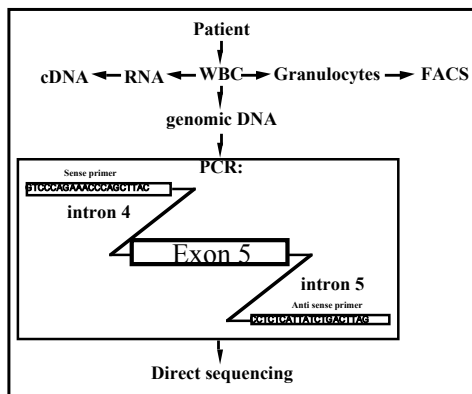 Patient
cDNA RNA WBC Granulocytes FACS
genomic DNA
PCR:
Sense primer
GTCCCAGAAACCCAGCTTAC
intron 4
Exon 5
intron 5
Anti sense primer
CCTCTCATTATCTGACTTAG
Direct sequencing